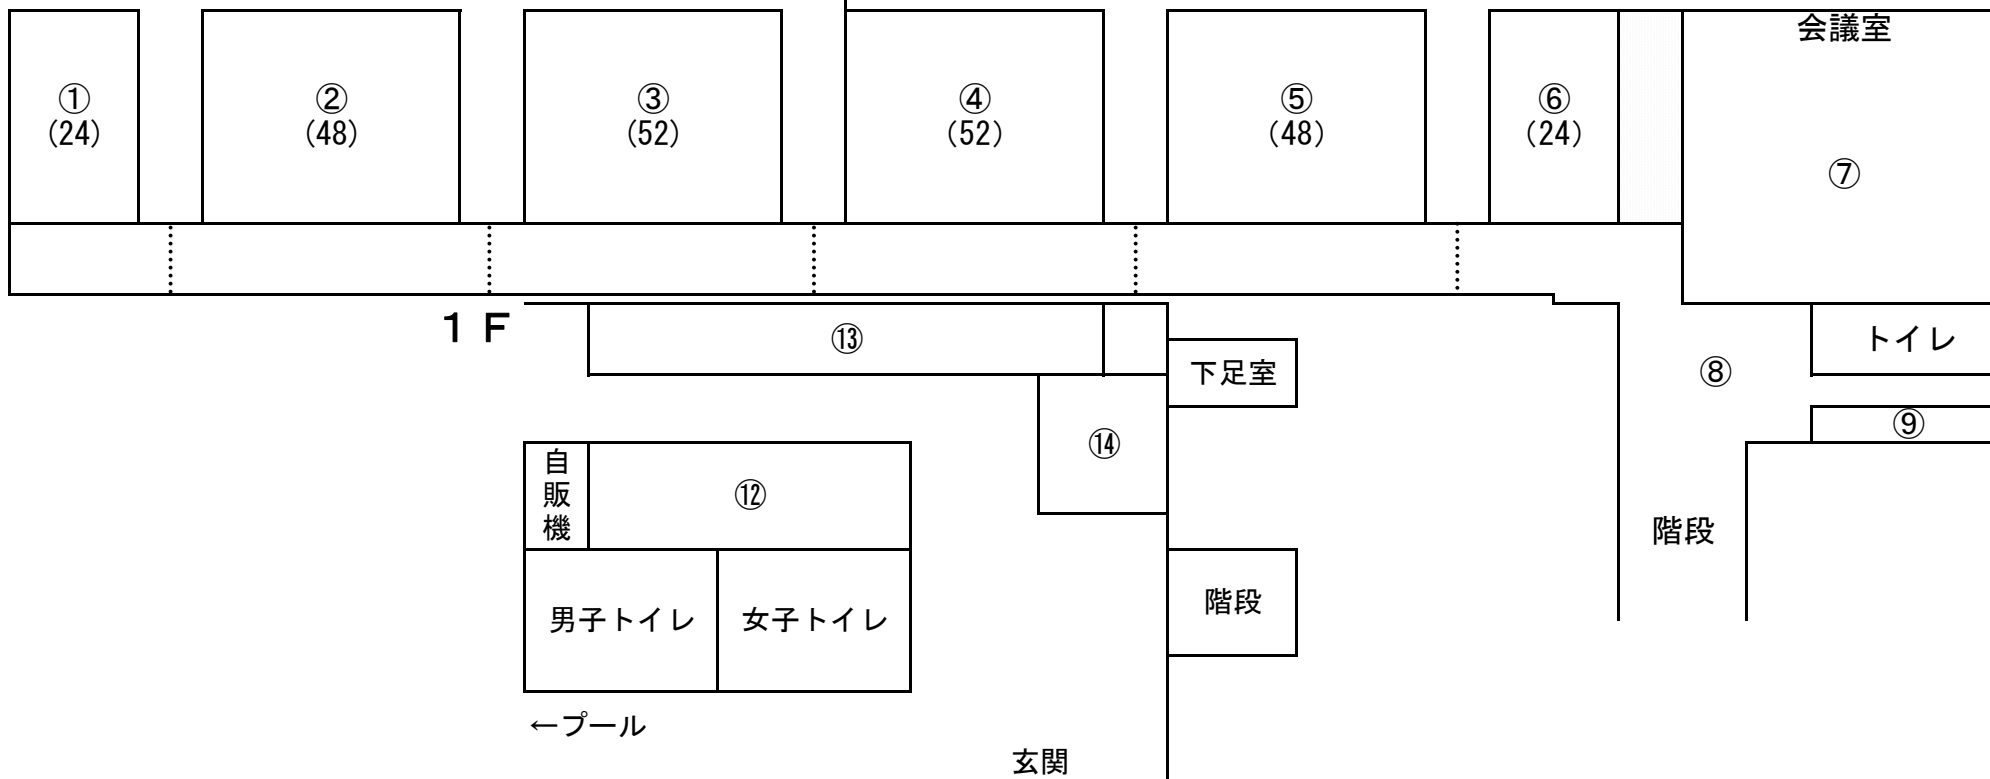 会議室
①
(24)
②
(48)
③
(52)
④
(52)
⑤
(48)
⑥
(24)
⑦
１Ｆ
⑬
下足室
トイレ
⑧
⑨
⑭
自
販
機
⑫
階段
男子トイレ
女子トイレ
階段
←プール
玄関